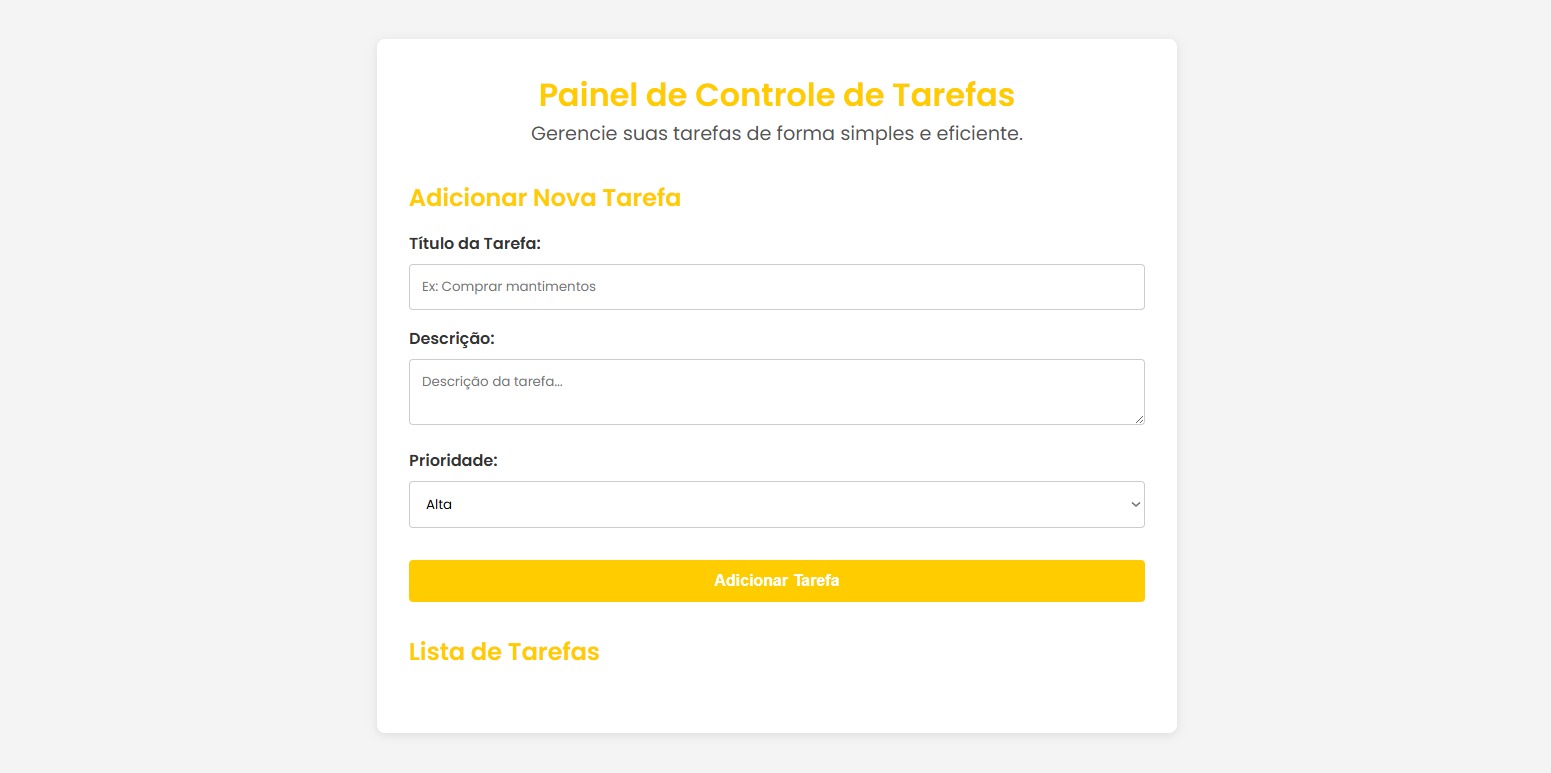 Painel de Controle de Tarefas
Gerencie suas tarefas de forma simples e eficiente.
Adicionar Nova Tarefa
Título da Tarefa:
Ex: Comprar mantimentos
Descrição:
Descrição da tarefa...
Prioridade:
Alta
Adicionar Tarefa
Lista de Tarefas